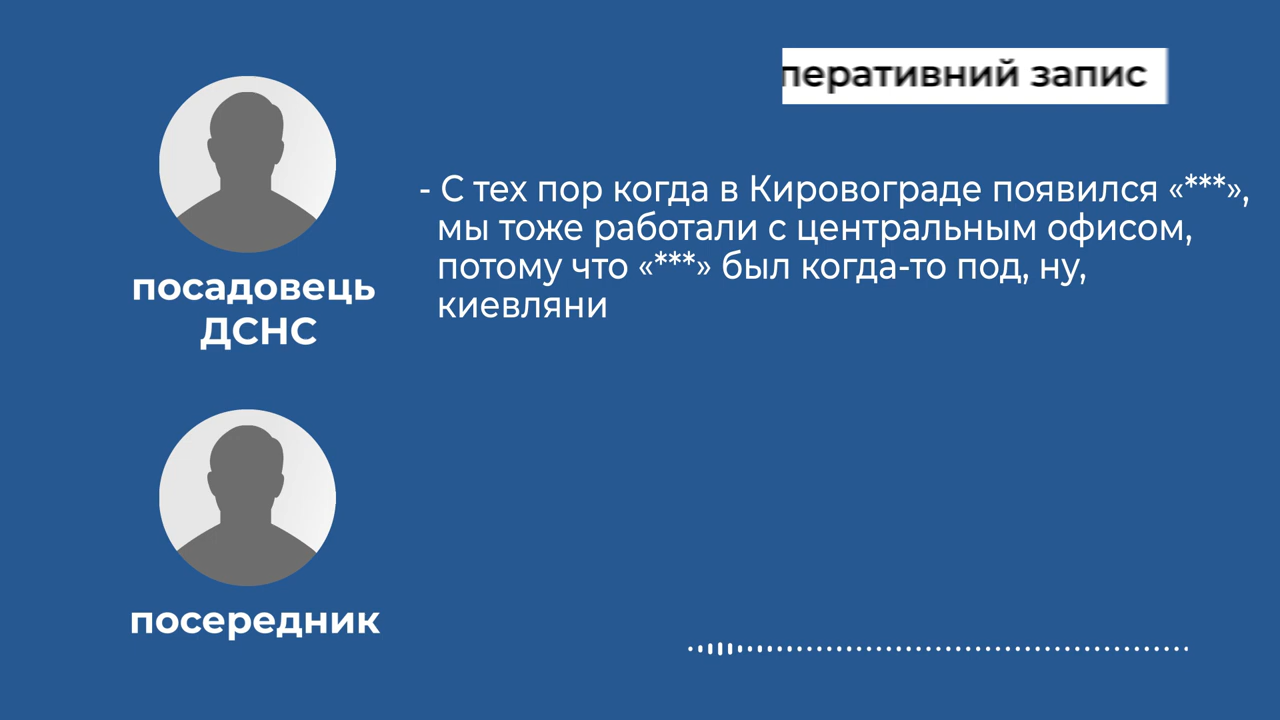 перативний запис
- С тех пор когда в Кировограде появился «***»,
мы тоже работали с центральным офисом,
потому что «***» был когда-то под, ну,
киевляни
посадовець
ДСНС
посередник